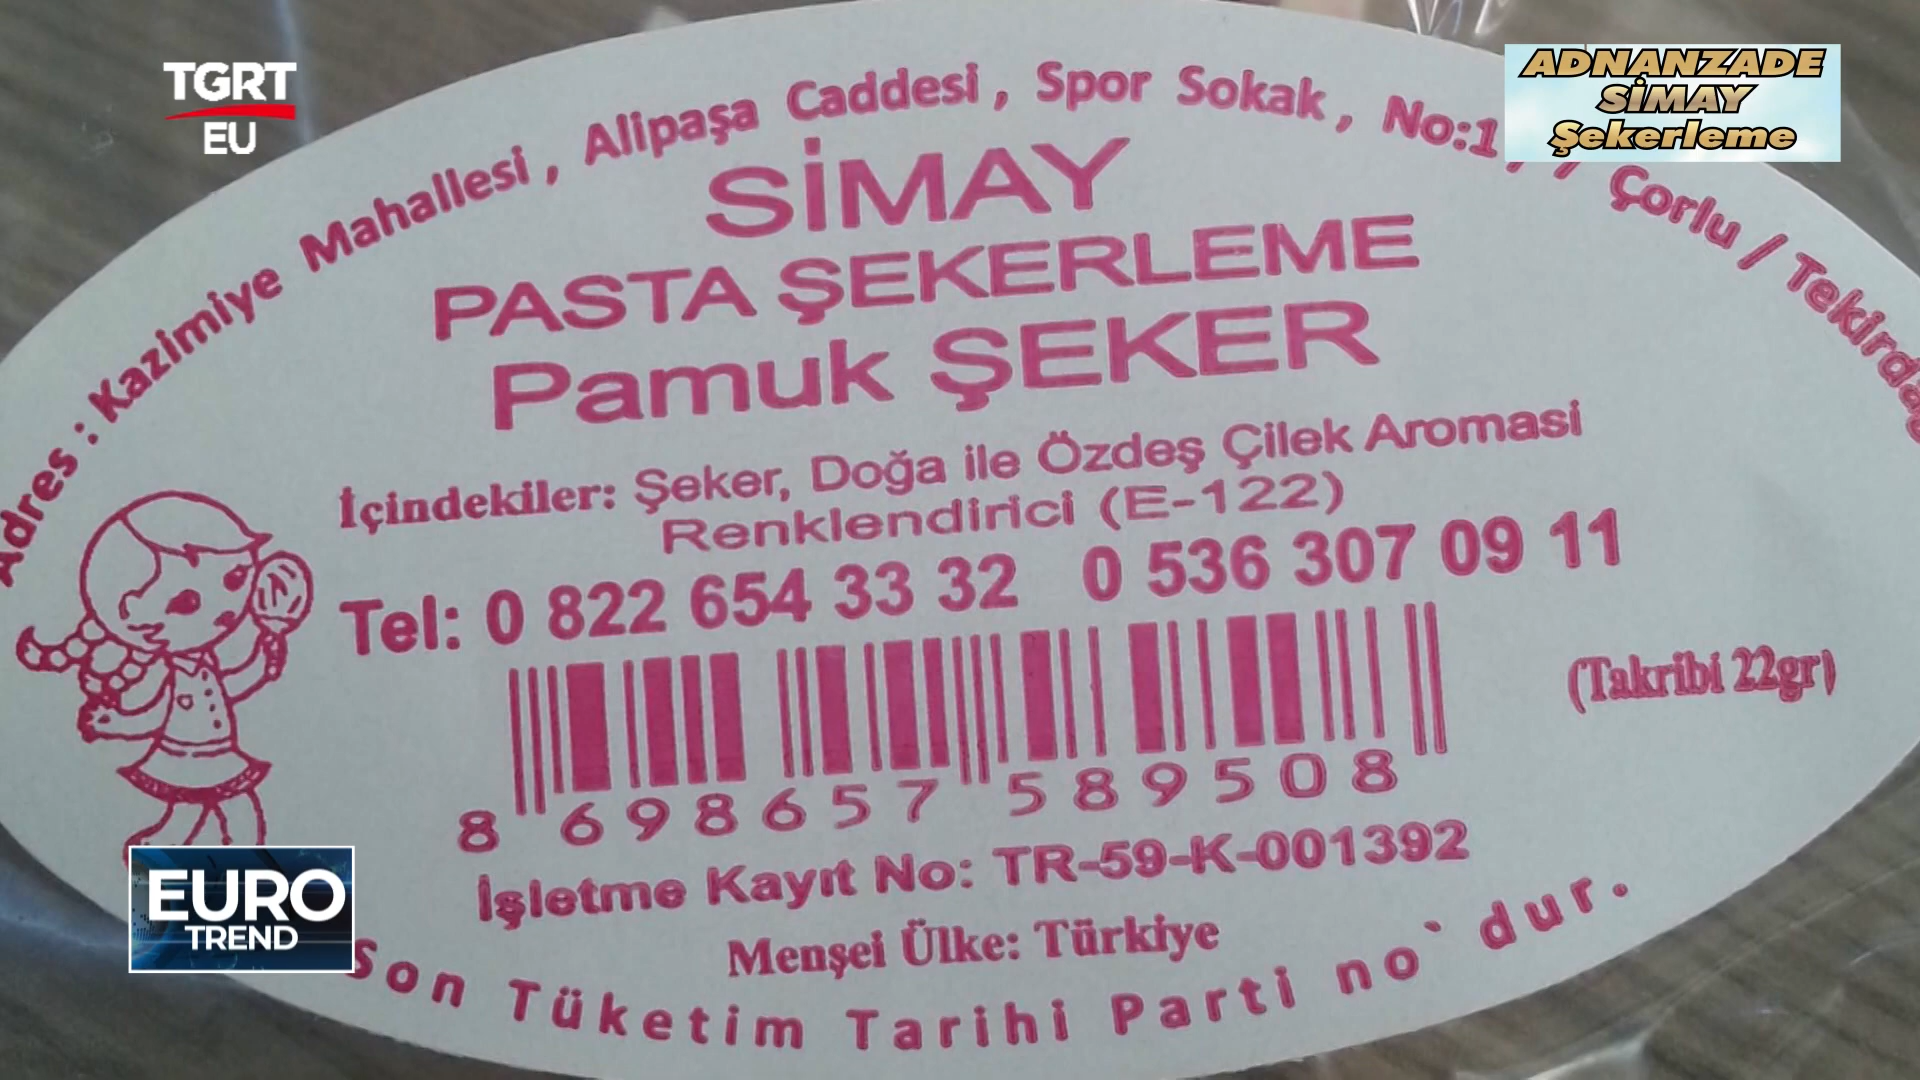 TGRT
EU
ADNANZADE
SİMAY
Şekerleme
Adres : Kazimiye Mahallesi , Alipaşa Caddesi , Spor Sokak , No:1 Çorlu / Tekirdağ
SİMAY
PASTA ŞEKERLEME
Pamuk ŞEKER
İçindekiler: Şeker, Doğa ile Özdeş Çilek Aromasi
Renklendirici (E-122)
Tel: 0 822 654 33 32 0 536 307 09 11
(Takribi 22gr)
8 698657 589508
İşletme Kayıt No: TR-59-K-001392
Menşei Ülke: Türkiye
Son Tüketim Tarihi Parti no`dur.
EURO
TREND